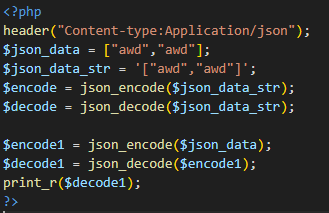 <?php
header("Content-type:Application/json");
$json_data = ["awd","awd"];
$json_data_str = '["awd","awd"]';
$encode = json_encode($json_data_str);
$decode = json_decode($json_data_str);
$encode1 = json_encode($json_data);
$decode1 = json_decode($encode1);
print_r($decode1);
?>